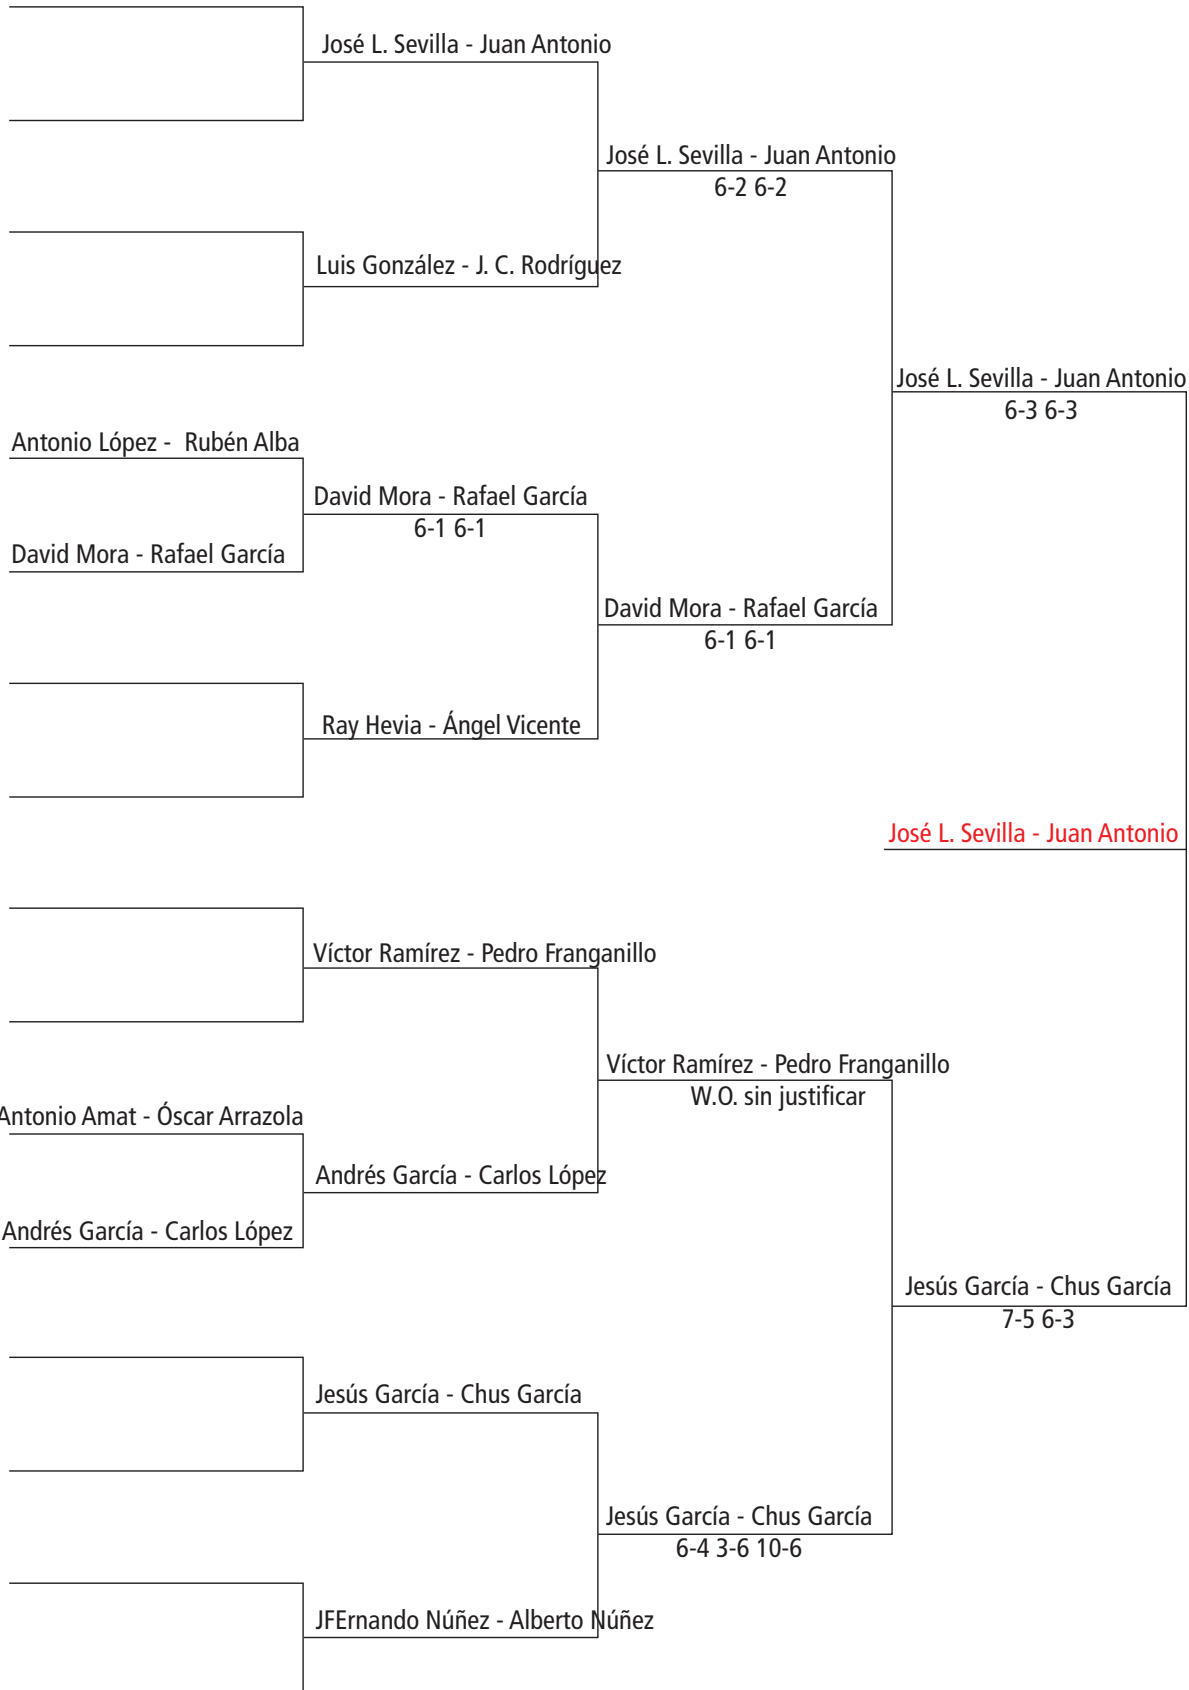 José L. Sevilla - Juan Antonio
José L. Sevilla - Juan Antonio
6-2 6-2
Luis González - J. C. Rodríguez
José L. Sevilla - Juan Antonio
6-3 6-3
Antonio López - Rubén Alba
David Mora - Rafael García
6-1 6-1
David Mora - Rafael García
David Mora - Rafael García
6-1 6-1
Ray Hevia - Ángel Vicente
José L. Sevilla - Juan Antonio
Víctor Ramírez - Pedro Franganillo
Víctor Ramírez - Pedro Franganillo
W.O. sin justificar
Antonio Amat - Óscar Arrazola
Andrés García - Carlos López
Andrés García - Carlos López
Jesús García - Chus García
7-5 6-3
Jesús García - Chus García
Jesús García - Chus García
6-4 3-6 10-6
JFErnando Núñez - Alberto Núñez